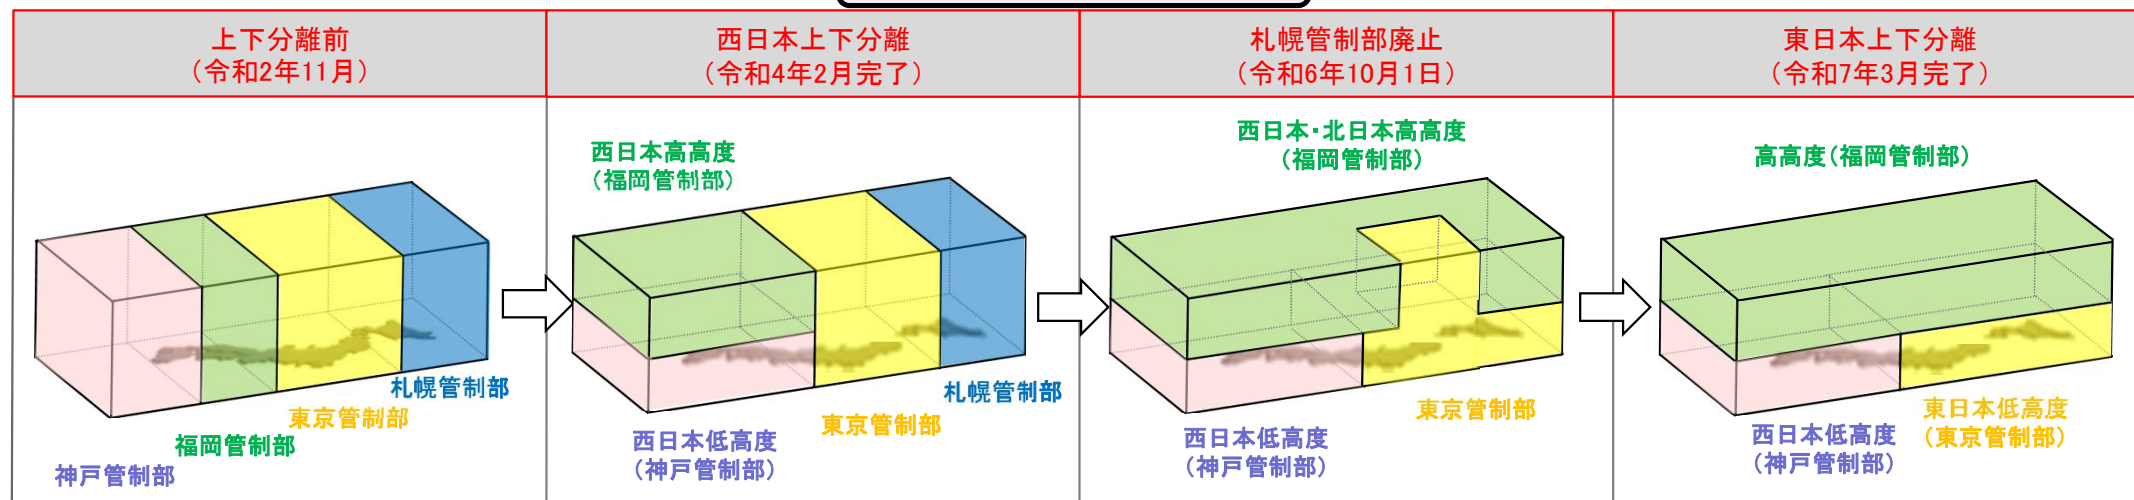 上下分離前
（令和2年11月）
西日本上下分離
（令和4年2月完了）
札幌管制部廃止
（令和6年10月1日）
東日本上下分離
（令和7年3月完了）
札幌管制部
東京管制部
福岡管制部
神戸管制部
西日本高高度
（福岡管制部）
札幌管制部
東京管制部
西日本低高度
（神戸管制部）
西日本・北日本高高度
（福岡管制部）
東京管制部
西日本低高度
（神戸管制部）
高高度（福岡管制部）
東日本低高度
（東京管制部）
西日本低高度
（神戸管制部）